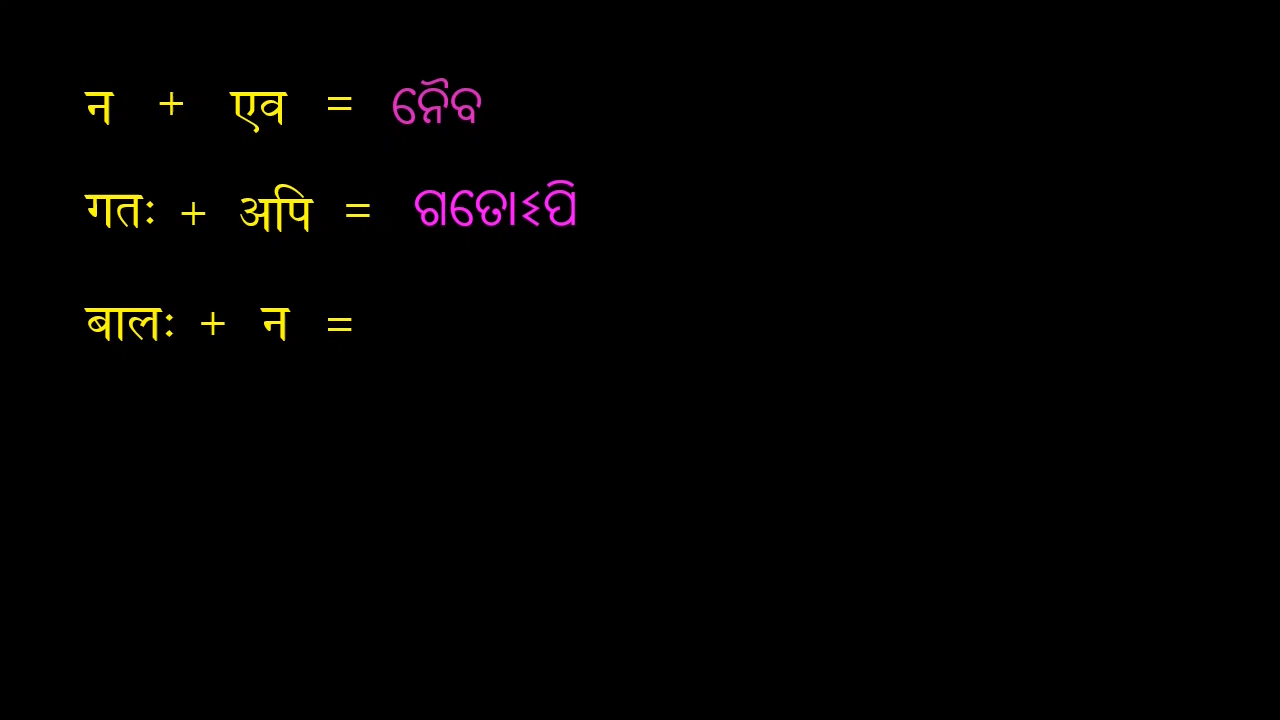 न + एव = ନୈବ
गतः + अपि = ଗତୋଽପି
बालः + न =